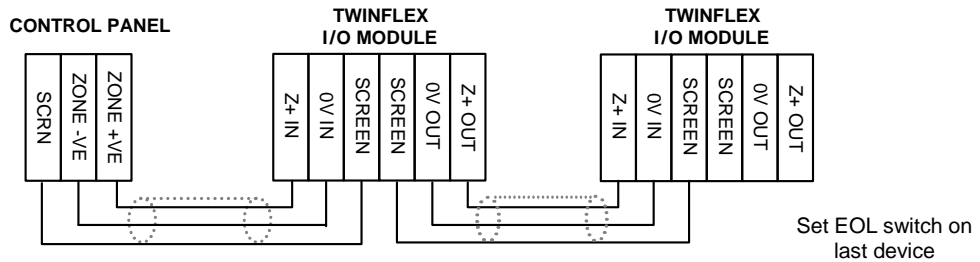 CONTROL PANEL
TWINFLEX
I/O MODULE
TWINFLEX
I/O MODULE
SCRN
ZONE -VE
ZONE +VE
Z+ IN
0V IN
SCREEN
SCREEN
0V OUT
Z+ OUT
Z+ IN
0V IN
SCREEN
SCREEN
0V OUT
Z+ OUT
Set EOL switch on
last device